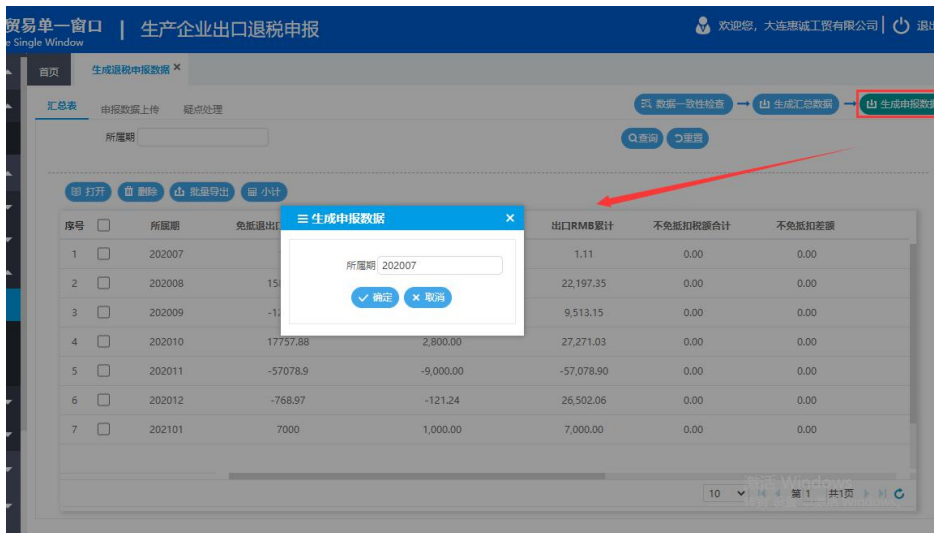 贸易单一窗口 | 生产企业出口退税申报 欢迎您，大连惠诚工贸有限公司 退出
e Single Window
首页 生成退税申报数据 ×
汇总表 申报数据上传 疑点处理 数据一致性检查 → 生成汇总数据 → 生成申报数据
所属期 查询 重置
打开 删除 批量导出 小计
生成申报数据 ×
所属期 202007
确定 取消
序号 所属期 免抵退出口 出口RMB累计 不免抵扣税额合计 不免抵扣差额
1 202007 1.11 0.00 0.00
2 202008 15 22,197.35 0.00 0.00
3 202009 -12 9,513.15 0.00 0.00
4 202010 17757.88 2,800.00 27,271.03 0.00 0.00
5 202011 -57078.9 -9,000.00 -57,078.90 0.00 0.00
6 202012 -768.97 -121.24 26,502.06 0.00 0.00
7 202101 7000 1,000.00 7,000.00 0.00 0.00
激活 Windows
10 第 1 共1页